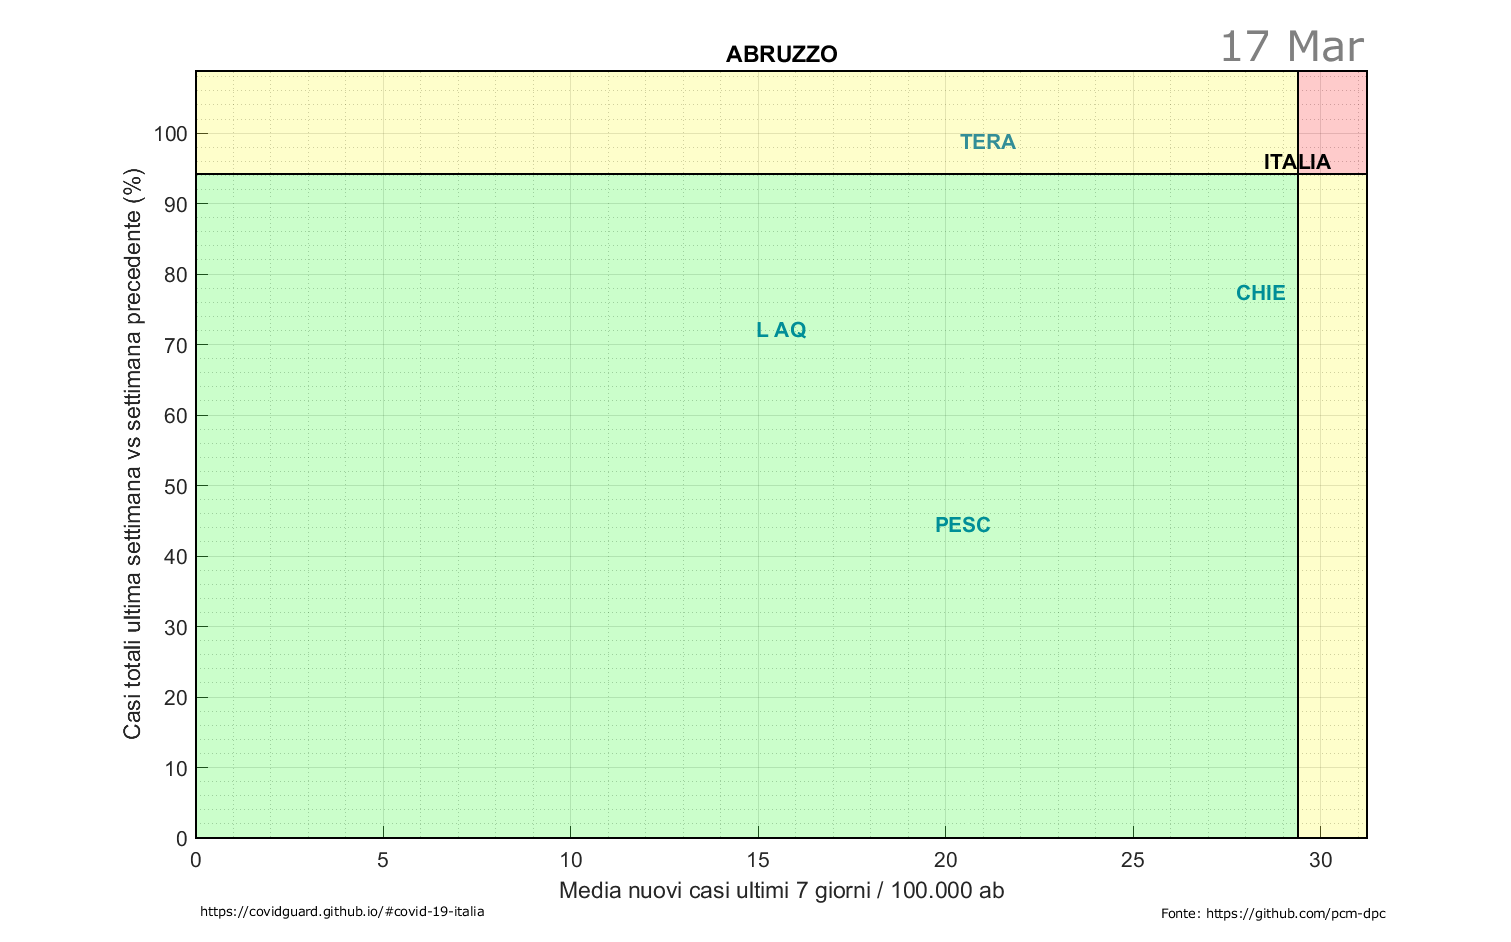 17 Mar
ABRUZZO
100
90
80
70
60
50
40
30
20
10
0
Casi totali ultima settimana vs settimana precedente (%)
TERA
ITALIA
CHIE
L AQ
PESC
0 5 10 15 20 25 30
Media nuovi casi ultimi 7 giorni / 100.000 ab
https://covidguard.github.io/#covid-19-italia
Fonte: https://github.com/pcm-dpc